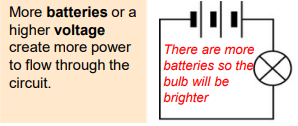 More batteries or a
higher voltage
create more power
to flow through the
circuit.
There are more
batteries so the
bulb will be
brighter